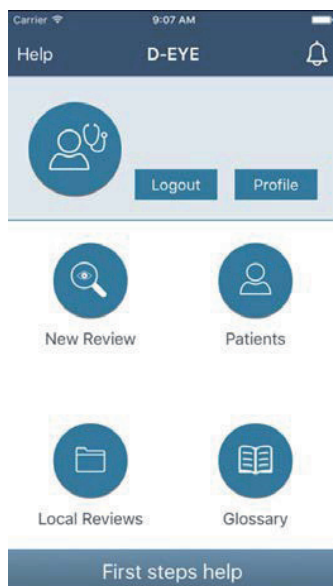 Carrier 9:07 AM
Help D-EYE
Logout Profile
New Review Patients
Local Reviews Glossary
First steps help